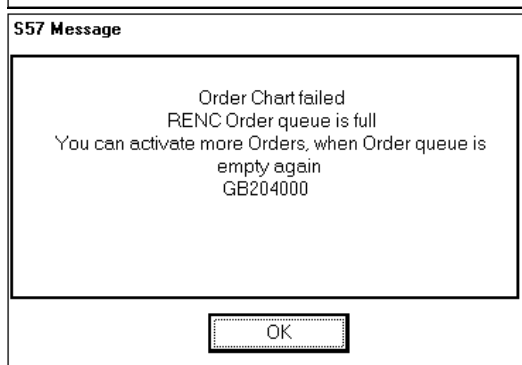 S57 Message
Order Chart failed
RENC Order queue is full
You can activate more Orders, when Order queue is
empty again
GB204000
OK